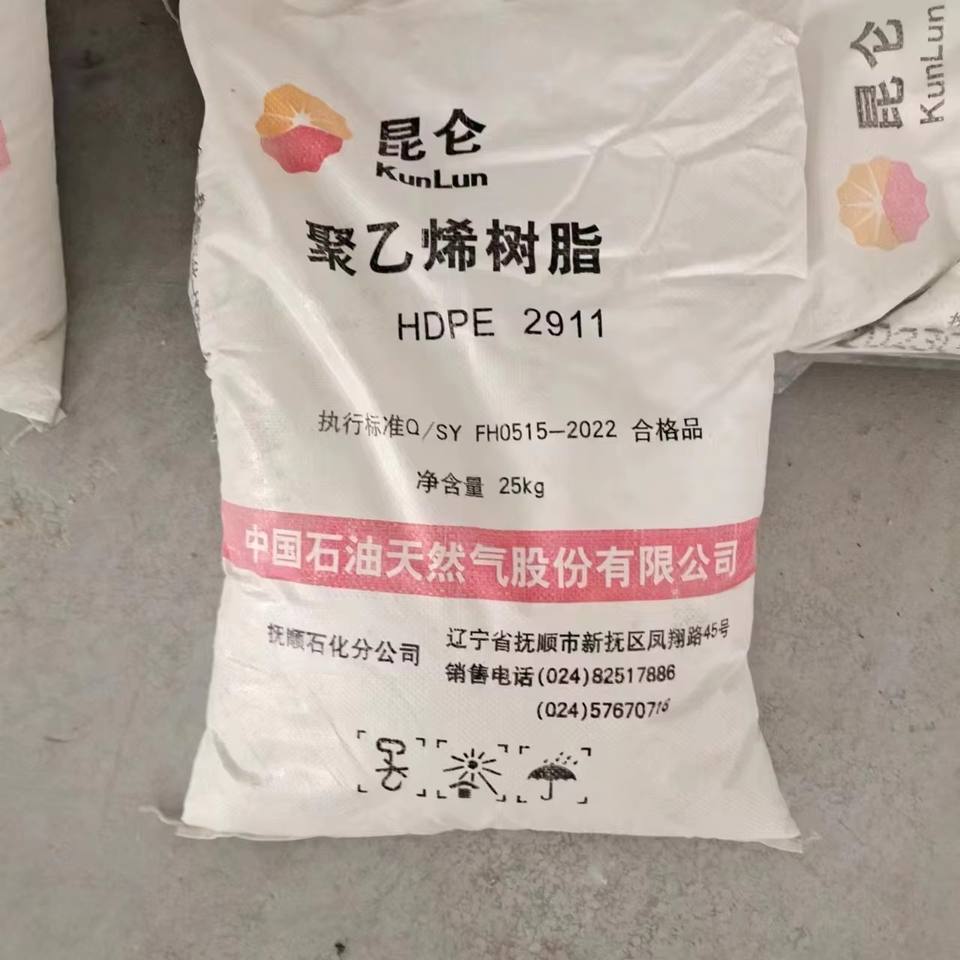 昆仑
KunLun
聚乙烯树脂
HDPE 2911
执行标准Q/SY FH0515-2022 合格品
净含量 25kg
中国石油天然气股份有限公司
抚顺石化分公司
辽宁省抚顺市新抚区凤翔路45号
销售电话(024)82517886
昆仑
KunLun